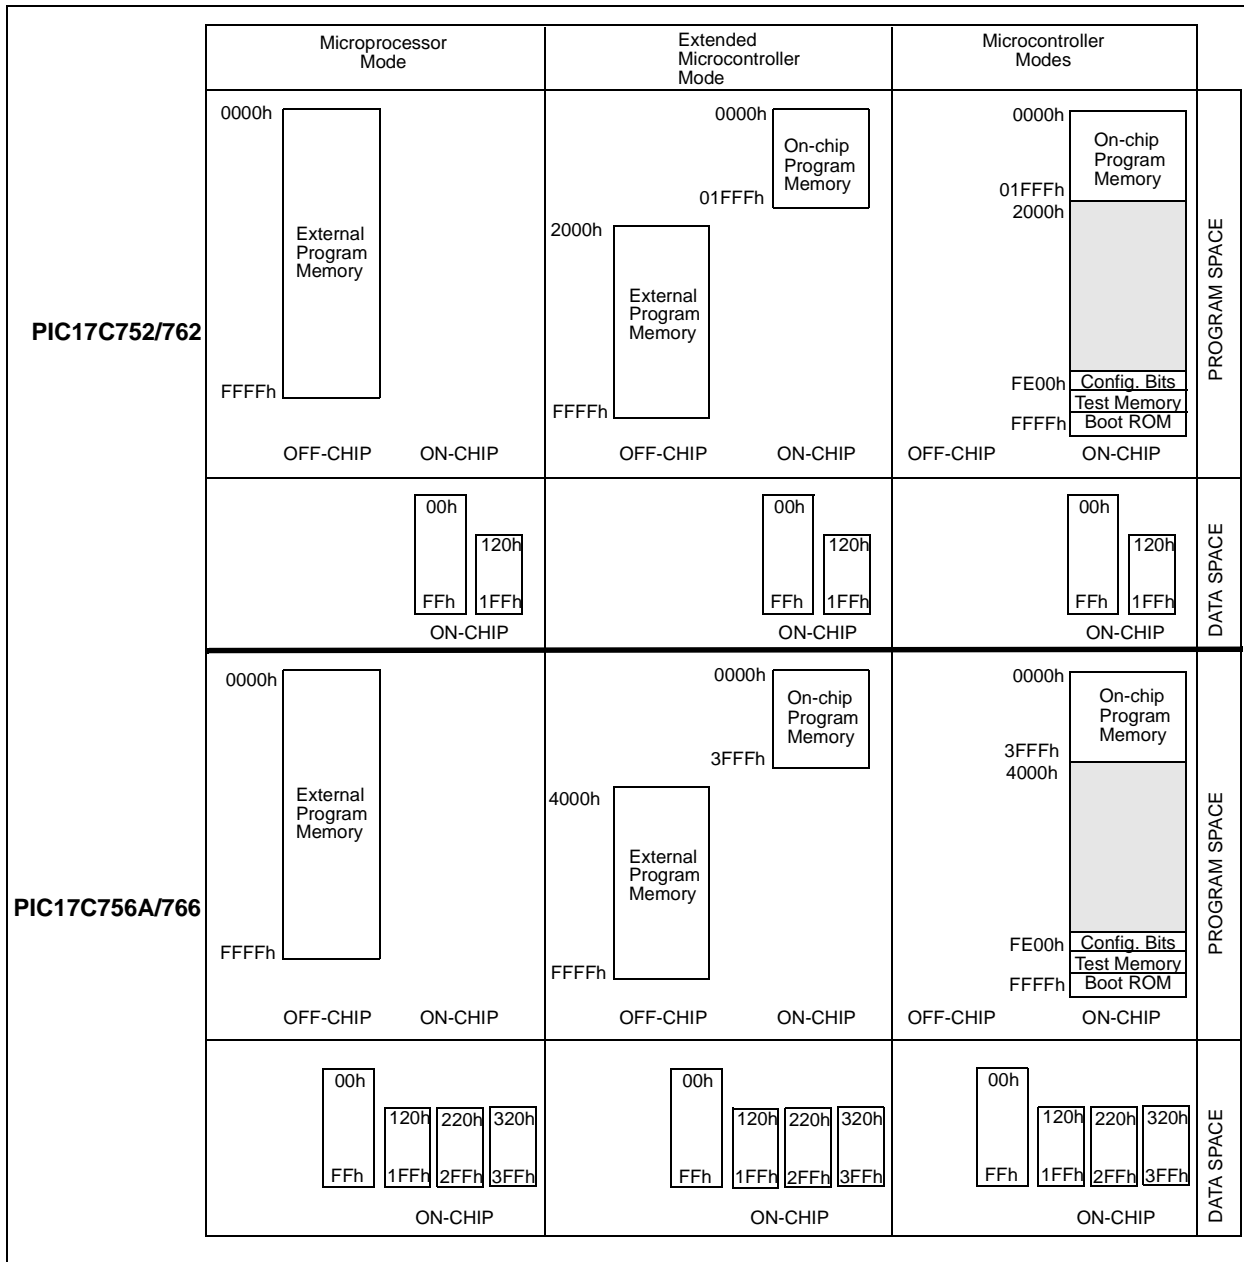 Microprocessor
Mode
Extended
Microcontroller
Mode
Microcontroller
Modes
PIC17C752/762
0000h
External
Program
Memory
FFFFh
OFF-CHIP ON-CHIP
0000h
On-chip
Program
Memory
01FFFh
2000h
External
Program
Memory
FFFFh
OFF-CHIP ON-CHIP
0000h
On-chip
Program
Memory
01FFFh
2000h
FE00h Config. Bits
Test Memory
FFFFh Boot ROM
OFF-CHIP ON-CHIP
PROGRAM SPACE
00h
120h
FFh 1FFh
ON-CHIP
00h
120h
FFh 1FFh
ON-CHIP
00h
120h
FFh 1FFh
ON-CHIP
DATA SPACE
PIC17C756A/766
0000h
External
Program
Memory
FFFFh
OFF-CHIP ON-CHIP
0000h
On-chip
Program
Memory
3FFFh
4000h
External
Program
Memory
FFFFh
OFF-CHIP ON-CHIP
0000h
On-chip
Program
Memory
3FFFh
4000h
FE00h Config. Bits
Test Memory
FFFFh Boot ROM
OFF-CHIP ON-CHIP
PROGRAM SPACE
00h
120h 220h 320h
FFh 1FFh 2FFh 3FFh
ON-CHIP
00h
120h 220h 320h
FFh 1FFh 2FFh 3FFh
ON-CHIP
00h
120h 220h 320h
FFh 1FFh 2FFh 3FFh
ON-CHIP
DATA SPACE